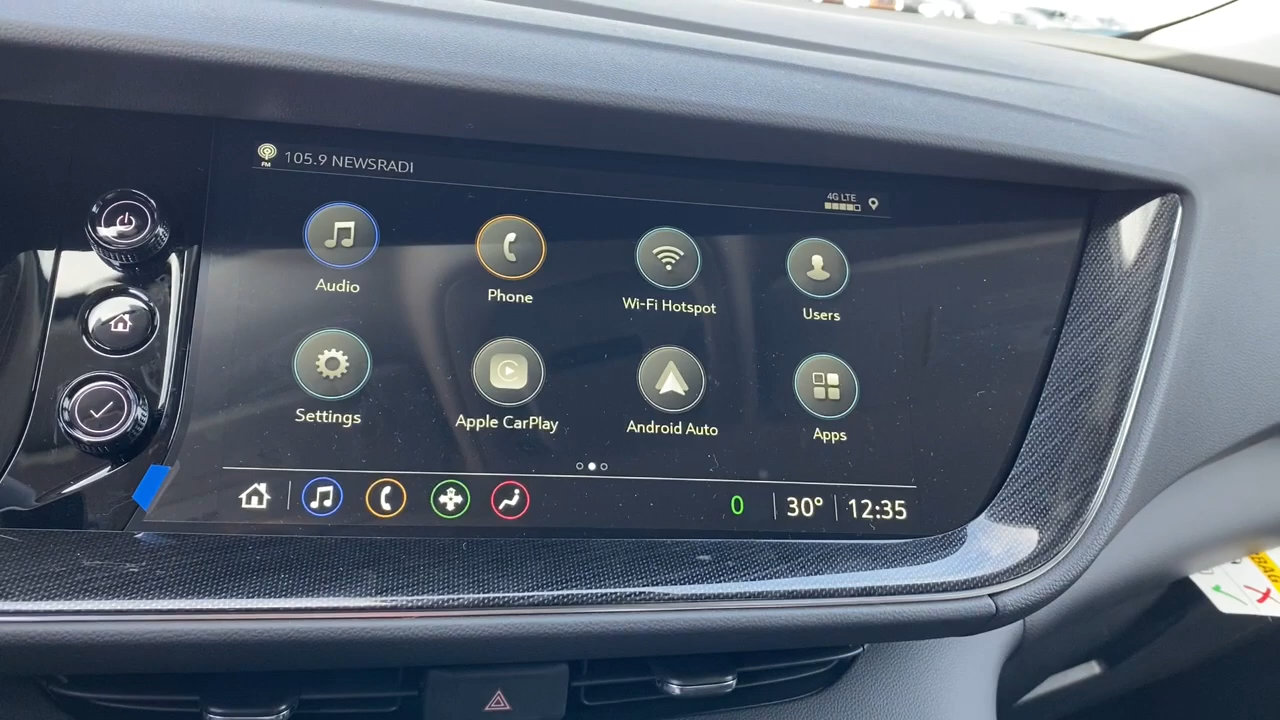 FM
105.9 NEWSRADI
4G LTE
Audio
Phone
Wi-Fi Hotspot
Users
Settings
Apple CarPlay
Android Auto
Apps
0
30°
12:35